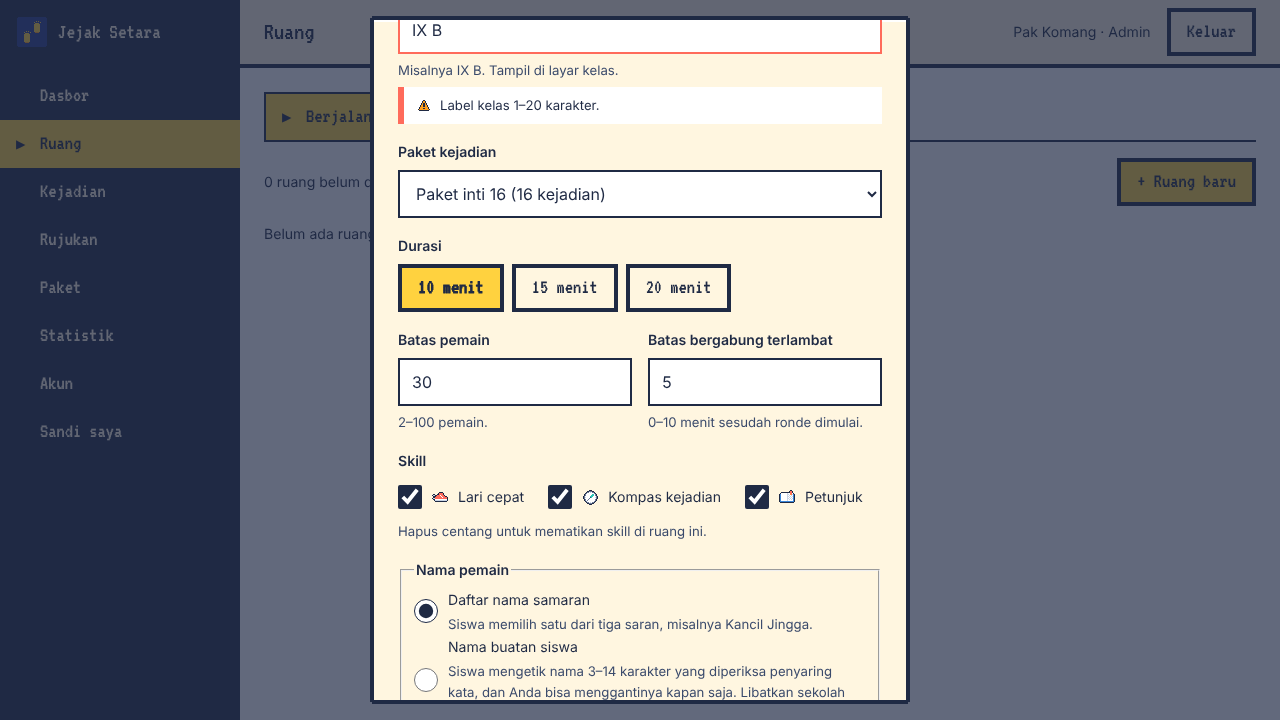 Jejak Setara
Ruang
Pak Komang · Admin
Keluar
Dasbor
▶ Ruang
Kejadian
Rujukan
Paket
Statistik
Akun
Sandi saya
▶ Berjalan
0 ruang belum
+ Ruang baru
Belum ada ruang
IX B
Misalnya IX B. Tampil di layar kelas.
Label kelas 1–20 karakter.
Paket kejadian
Paket inti 16 (16 kejadian)
Durasi
10 menit
15 menit
20 menit
Batas pemain
Batas bergabung terlambat
30
5
2–100 pemain.
0–10 menit sesudah ronde dimulai.
Skill
Lari cepat
Kompas kejadian
Petunjuk
Hapus centang untuk mematikan skill di ruang ini.
Nama pemain
Daftar nama samaran
Siswa memilih satu dari tiga saran, misalnya Kancil Jingga.
Nama buatan siswa
Siswa mengetik nama 3–14 karakter yang diperiksa penyaring
kata, dan Anda bisa menggantinya kapan saja. Libatkan sekolah